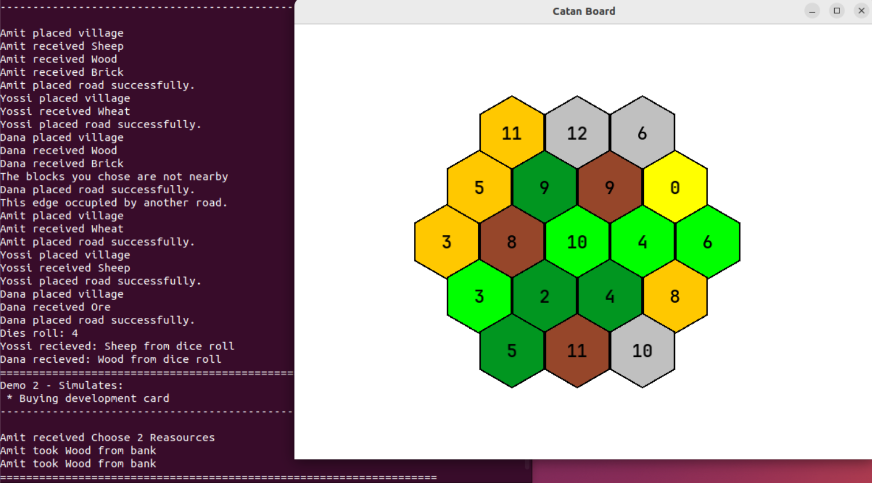 --------------------------------------------
Amit placed village
Amit received Sheep
Amit received Wood
Amit received Brick
Amit placed road successfully.
Yossi placed village
Yossi received Wheat
Yossi placed road successfully.
Dana placed village
Dana received Wood
Dana received Brick
The blocks you chose are not nearby
Dana placed road successfully.
This edge occupied by another road.
Amit placed village
Amit received Wheat
Amit placed road successfully.
Yossi placed village
Yossi received Sheep
Yossi placed road successfully.
Dana placed village
Dana received Ore
Dana placed road successfully.
Dies roll: 4
Yossi recieved: Sheep from dice roll
Dana recieved: Wood from dice roll
=============================================
Demo 2 - Simulates:
* Buying development card
---------------------------------------------
Amit received Choose 2 Reasources
Amit took Wood from bank
Amit took Wood from bank
===================================================================
Catan Board
11 12 6
5 9 9 0
3 8 10 4 6
3 2 4 8
5 11 10